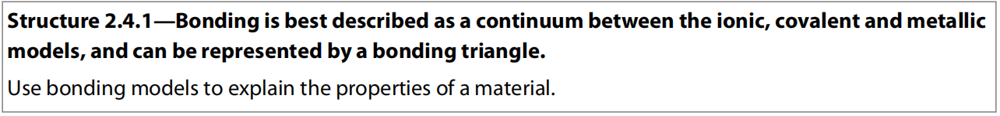 Structure 2.4.1—Bonding is best described as a continuum between the ionic, covalent and metallic
models, and can be represented by a bonding triangle.
Use bonding models to explain the properties of a material.